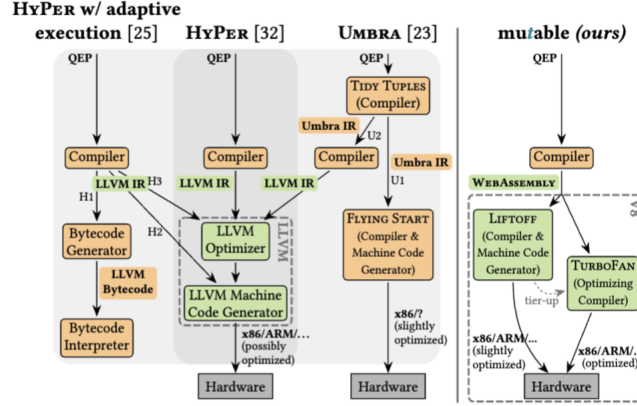 HyPer w/ adaptive
execution [25]
HyPer [32]
Umbra [23]
mutable (ours)
QEP
QEP
QEP
QEP
Tidy Tuples
(Compiler)
Umbra IR
U2
Compiler
Compiler
Compiler
Umbra IR
Compiler
LLVM IR
H3
LLVM IR
LLVM IR
U1
WebAssembly
H1
H2
V8
Bytecode
Generator
LLVM
Optimizer
LLVM
Flying Start
(Compiler &
Machine Code
Generator)
Liftoff
(Compiler &
Machine Code
Generator)
TurboFan
(Optimizing
Compiler)
tier-up
LLVM
Bytecode
LLVM Machine
Code Generator
Bytecode
Interpreter
x86/ARM/...
(possibly
optimized)
x86/?
(slightly
optimized)
x86/ARM/...
(slightly
optimized)
x86/ARM/..
(optimized)
Hardware
Hardware
Hardware